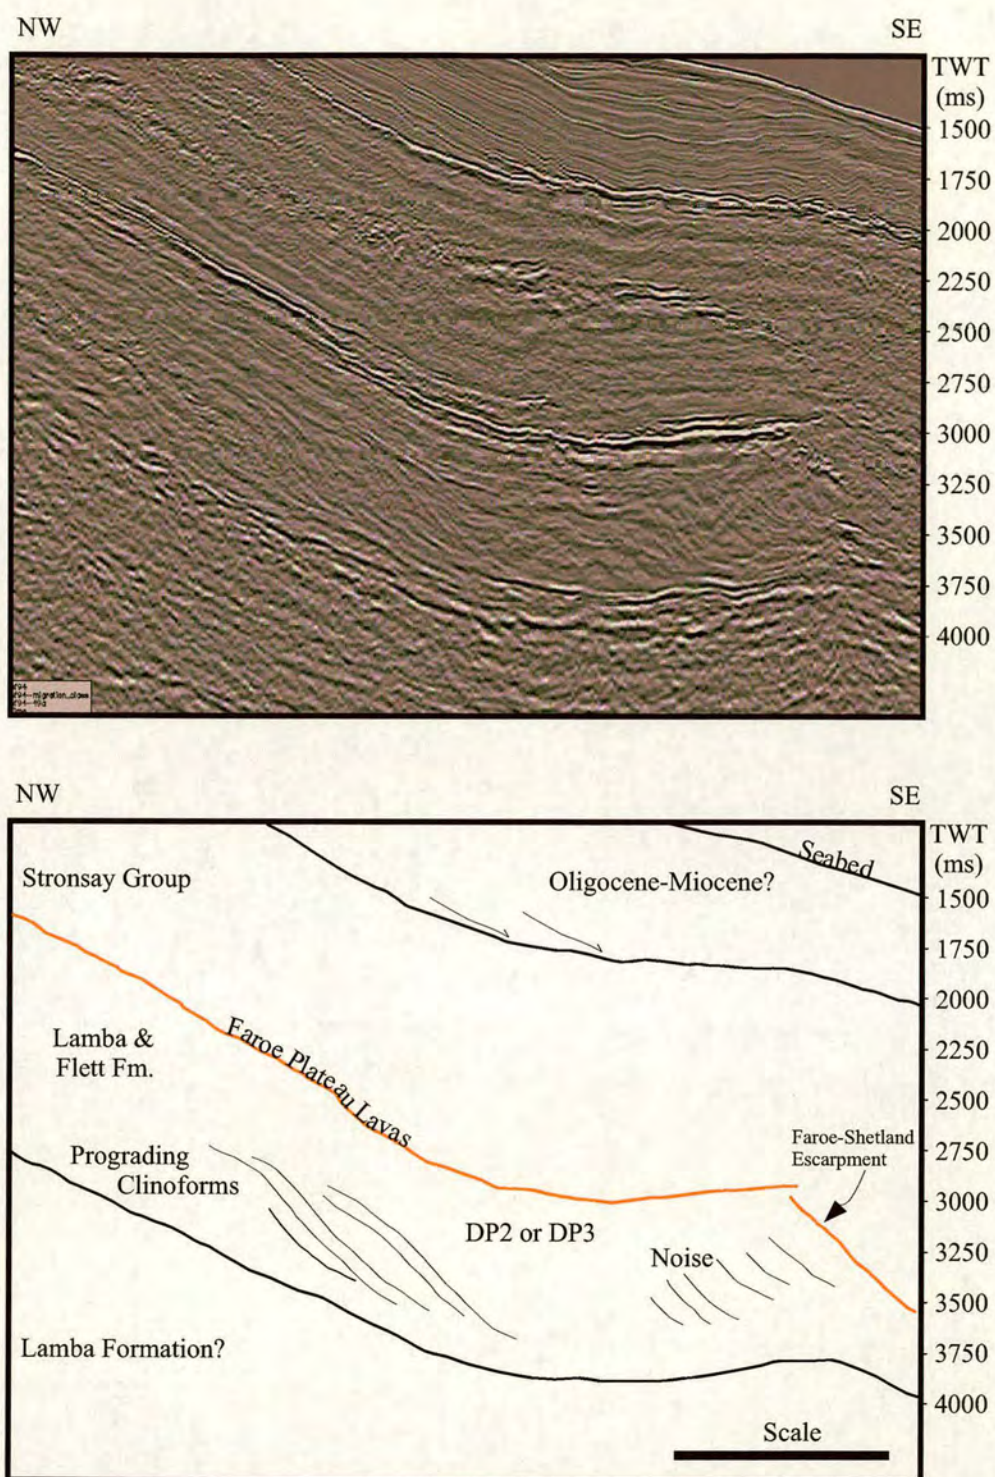 NW
SE
TWT
(ms)
1500
1750
2000
2250
2500
2750
3000
3250
3500
3750
4000
NW
SE
TWT
(ms)
1500
1750
2000
2250
2500
2750
3000
3250
3500
3750
4000
Seabed
Stronsay Group
Oligocene-Miocene?
Lamba &
Flett Fm.
Faroe Plateau Lavas
Prograding
Clinoforms
Faroe-Shetland
Escarpment
DP2 or DP3
Noise
Lamba Formation?
Scale